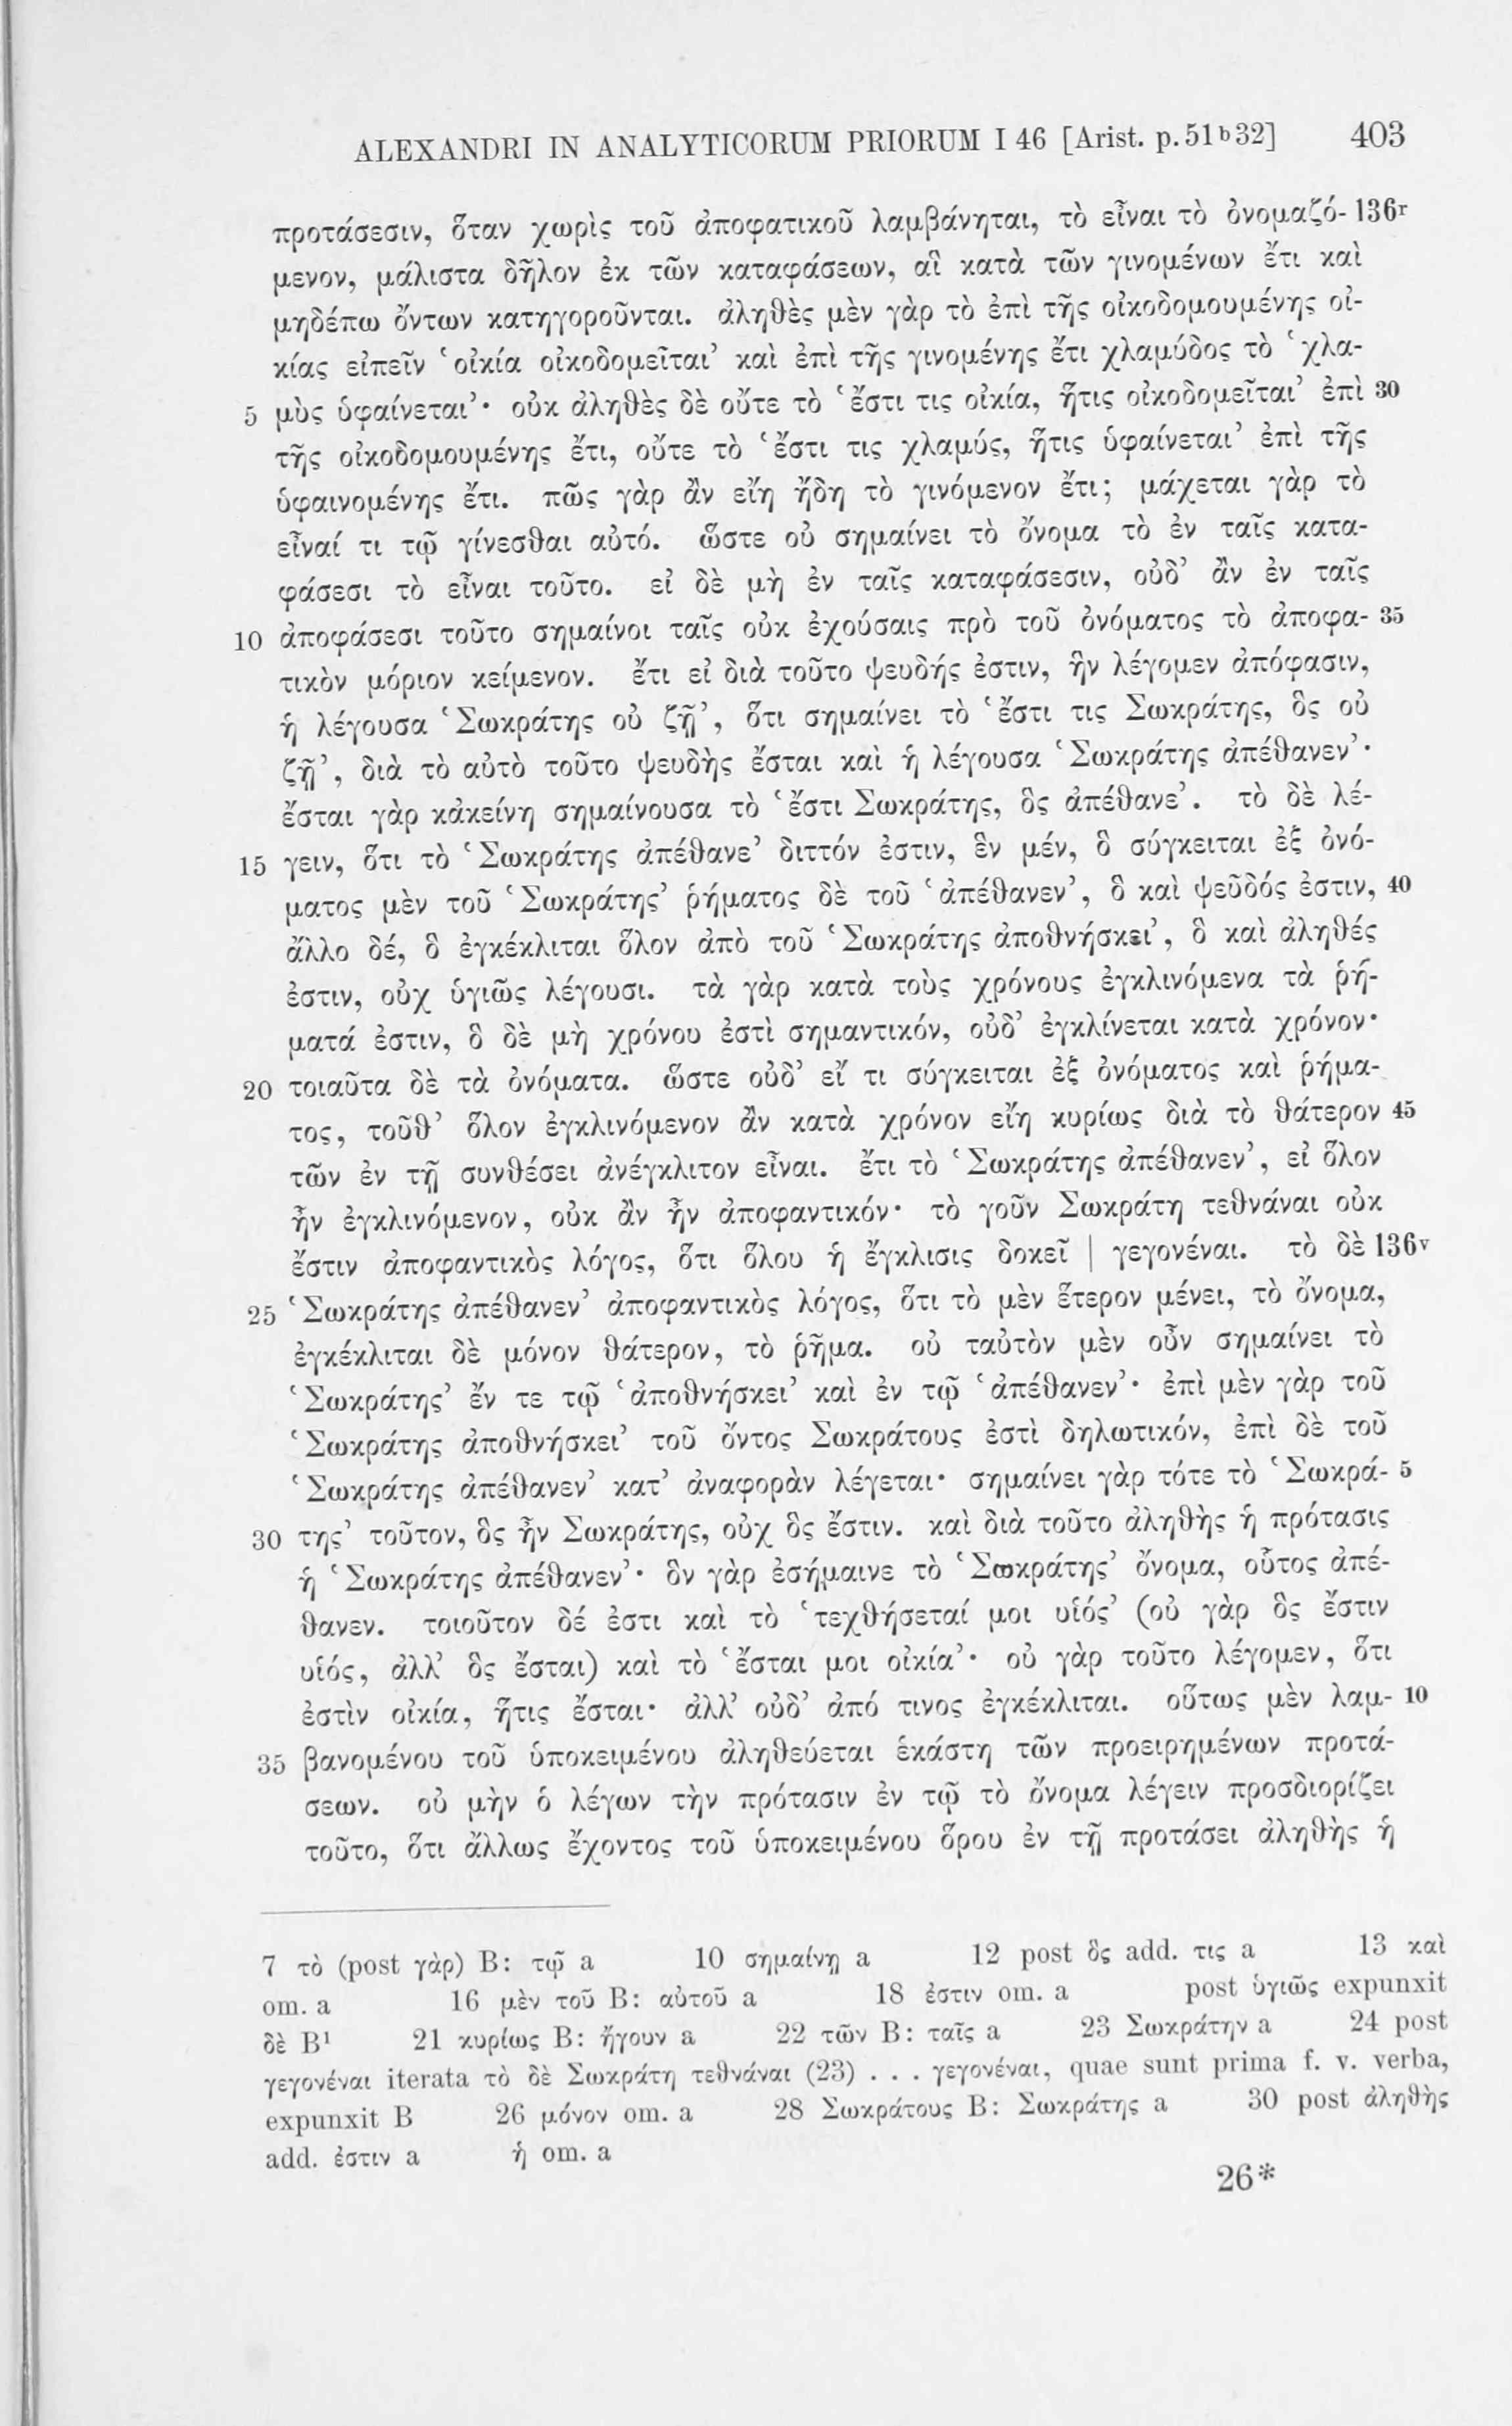 ALEXANDRI IN ANALYTICORUM PRIORUM I 46 [Arist. p. 51b32] 403
προτάσεσιν, ὅταν χωρὶς τοῦ ἀποφατικοῦ λαμβάνηται, τὸ εἶναι τὸ ὀνομαζό- 136r
μενον, μάλιστα δῆλον ἐκ τῶν καταφάσεων, αἳ κατὰ τῶν γινομένων ἔτι καὶ
μηδέπω ὄντων κατηγοροῦνται. ἀληθὲς μὲν γὰρ τὸ ἐπὶ τῆς οἰκοδομουμένης οἰ-
κίας εἰπεῖν ‘οἰκία οἰκοδομεῖται’ καὶ ἐπὶ τῆς γινομένης ἔτι χλαμύδος τὸ ‘χλα-
5 μὺς ὑφαίνεται’· οὐκ ἀληθὲς δὲ οὔτε τὸ ‘ἔστι τις οἰκία, ἥτις οἰκοδομεῖται’ ἐπὶ 30
τῆς οἰκοδομουμένης ἔτι, οὔτε τὸ ‘ἔστι τις χλαμύς, ἥτις ὑφαίνεται’ ἐπὶ τῆς
ὑφαινομένης ἔτι. πῶς γὰρ ἂν εἴη ἤδη τὸ γινόμενον ἔτι; μάχεται γὰρ τὸ
εἶναί τι τῷ γίνεσθαι αὐτό. ὥστε οὐ σημαίνει τὸ ὄνομα τὸ ἐν ταῖς κατα-
φάσεσι τὸ εἶναι τοῦτο. εἰ δὲ μὴ ἐν ταῖς καταφάσεσιν, οὐδ’ ἂν ἐν ταῖς
10 ἀποφάσεσι τοῦτο σημαίνοι ταῖς οὐκ ἐχούσαις πρὸ τοῦ ὀνόματος τὸ ἀποφα- 35
τικὸν μόριον κείμενον. ἔτι εἰ διὰ τοῦτο ψευδής ἐστιν, ἣν λέγομεν ἀπόφασιν,
ἡ λέγουσα ‘Σωκράτης οὐ ζῇ’, ὅτι σημαίνει τὸ ‘ἔστι τις Σωκράτης, ὃς οὐ
ζῇ’, διὰ τὸ αὐτὸ τοῦτο ψευδὴς ἔσται καὶ ἡ λέγουσα ‘Σωκράτης ἀπέθανεν’·
ἔσται γὰρ κἀκείνη σημαίνουσα τὸ ‘ἔστι Σωκράτης, ὃς ἀπέθανε’. τὸ δὲ λέ-
15 γειν, ὅτι τὸ ‘Σωκράτης ἀπέθανε’ διττόν ἐστιν, ἓν μέν, ὃ σύγκειται ἐξ ὀνό-
ματος μὲν τοῦ ‘Σωκράτης’ ῥήματος δὲ τοῦ ‘ἀπέθανεν’, ὃ καὶ ψεῦδός ἐστιν, 40
ἄλλο δέ, ὃ ἐγκέκλιται ὅλον ἀπὸ τοῦ ‘Σωκράτης ἀποθνήσκει’, ὃ καὶ ἀληθές
ἐστιν, οὐχ ὑγιῶς λέγουσι. τὰ γὰρ κατὰ τοὺς χρόνους ἐγκλινόμενα τὰ ῥή-
ματά ἐστιν, ὃ δὲ μὴ χρόνου ἐστὶ σημαντικόν, οὐδ’ ἐγκλίνεται κατὰ χρόνον·
20 τοιαῦτα δὲ τὰ ὀνόματα. ὥστε οὐδ’ εἴ τι σύγκειται ἐξ ὀνόματος καὶ ῥήμα-
τος, τοῦθ’ ὅλον ἐγκλινόμενον ἂν κατὰ χρόνον εἴη κυρίως διὰ τὸ θάτερον 45
τῶν ἐν τῇ συνθέσει ἀνέγκλιτον εἶναι. ἔτι τὸ ‘Σωκράτης ἀπέθανεν’, εἰ ὅλον
ἦν ἐγκλινόμενον, οὐκ ἂν ἦν ἀποφαντικόν· τὸ γοῦν Σωκράτη τεθνάναι οὐκ
ἔστιν ἀποφαντικὸς λόγος, ὅτι ὅλου ἡ ἔγκλισις δοκεῖ | γεγονέναι. τὸ δὲ 136v
25 ‘Σωκράτης ἀπέθανεν’ ἀποφαντικὸς λόγος, ὅτι τὸ μὲν ἕτερον μένει, τὸ ὄνομα,
ἐγκέκλιται δὲ μόνον θάτερον, τὸ ῥῆμα. οὐ ταὐτὸν μὲν οὖν σημαίνει τὸ
‘Σωκράτης’ ἔν τε τῷ ‘ἀποθνήσκει’ καὶ ἐν τῷ ‘ἀπέθανεν’· ἐπὶ μὲν γὰρ τοῦ
‘Σωκράτης ἀποθνήσκει’ τοῦ ὄντος Σωκράτους ἐστὶ δηλωτικόν, ἐπὶ δὲ τοῦ
‘Σωκράτης ἀπέθανεν’ κατ’ ἀναφορὰν λέγεται· σημαίνει γὰρ τότε τὸ ‘Σωκρά- 5
30 της’ τοῦτον, ὃς ἦν Σωκράτης, οὐχ ὃς ἔστιν. καὶ διὰ τοῦτο ἀληθὴς ἡ πρότασις
ἡ ‘Σωκράτης ἀπέθανεν’· ὃν γὰρ ἐσήμαινε τὸ ‘Σωκράτης’ ὄνομα, οὗτος ἀπέ-
θανεν. τοιοῦτον δέ ἐστι καὶ τὸ ‘τεχθήσεταί μοι υἱός’ (οὐ γὰρ ὃς ἔστιν
υἱός, ἀλλ’ ὃς ἔσται) καὶ τὸ ‘ἔσται μοι οἰκία’· οὐ γὰρ τοῦτο λέγομεν, ὅτι
ἐστὶν οἰκία, ἥτις ἔσται· ἀλλ’ οὐδ’ ἀπό τινος ἐγκέκλιται. οὕτως μὲν λαμ- 10
35 βανομένου τοῦ ὑποκειμένου ἀληθεύεται ἑκάστη τῶν προειρημένων προτά-
σεων. οὐ μὴν ὁ λέγων τὴν πρότασιν ἐν τῷ τὸ ὄνομα λέγειν προσδιορίζει
τοῦτο, ὅτι ἄλλως ἔχοντος τοῦ ὑποκειμένου ὅρου ἐν τῇ προτάσει ἀληθὴς ἡ
7 τὸ (post γὰρ) B: τῷ a 10 σημαίνῃ a 12 post ὃς add. τις a 13 καὶ
om. a 16 μὲν τοῦ B: αὐτοῦ a 18 ἐστιν om. a post ὑγιῶς expunxit
δὲ B¹ 21 κυρίως B: ἤγουν a 22 τῶν B: ταῖς a 23 Σωκράτην a 24 post
γεγονέναι iterata τὸ δὲ Σωκράτη τεθνάναι (23) . . . γεγονέναι, quae sunt prima f. v. verba,
expunxit B 26 μόνον om. a 28 Σωκράτους B: Σωκράτης a 30 post ἀληθὴς
add. ἐστιν a ἡ om. a
26*